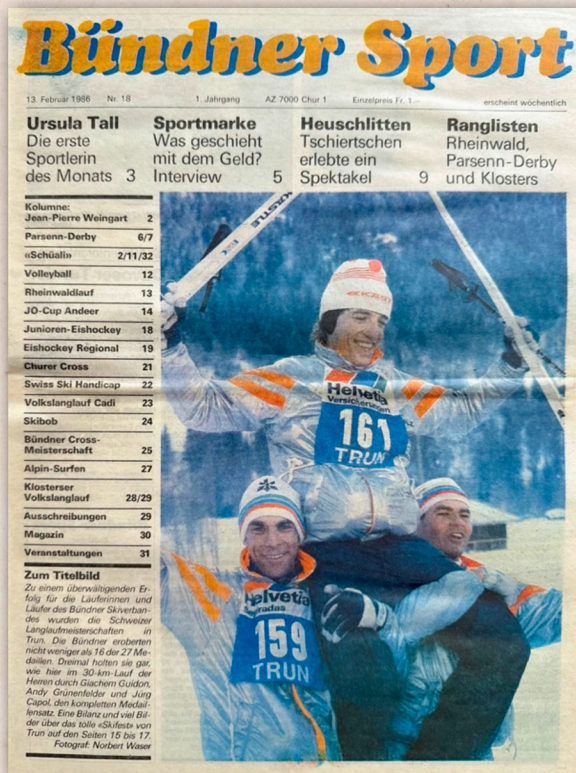 Bündner Sport
13. Februar 1986 Nr. 18 1. Jahrgang AZ 7000 Chur 1 Einzelpreis Fr. 1.– erscheint wöchentlich
Ursula Tall
Die erste
Sportlerin
des Monats 3
Sportmarke
Was geschieht
mit dem Geld?
Interview 5
Heuschlitten
Tschiertschen
erlebte ein
Spektakel 9
Ranglisten
Rheinwald,
Parsenn-Derby
und Klosters
Kolumne:
Jean-Pierre Weingart 2
Parsenn-Derby 6/7
«Schüali» 2/11/32
Volleyball 12
Rheinwaldlauf 13
JO-Cup Andeer 14
Junioren-Eishockey 18
Eishockey Regional 19
Churer Cross 21
Swiss Ski Handicap 22
Volkslanglauf Cadi 23
Skibob 24
Bündner Cross-
Meisterschaft 25
Alpin-Surfen 27
Klosterser
Volkslanglauf 28/29
Ausschreibungen 29
Magazin 30
Veranstaltungen 31
Zum Titelbild
Zu einem überwältigenden Er-
folg für die Läuferinnen und
Läufer des Bündner Skiverban-
des wurden die Schweizer
Langlaufmeisterschaften in
Trun. Die Bündner eroberten
nicht weniger als 16 der 27 Me-
daillen. Dreimal holten sie gar,
wie hier im 30-km-Lauf der
Herren durch Giachem Guidon,
Andy Grünenfelder und Jürg
Capol, den kompletten Medail-
lensatz. Eine Bilanz und viel Bil-
der über das tolle «Skifest» von
Trun auf den Seiten 15 bis 17.
Fotograf: Norbert Waser
KÄSTLE
Helvetia
Versicherungen
161
TRUN
Helvetia
159
TRUN